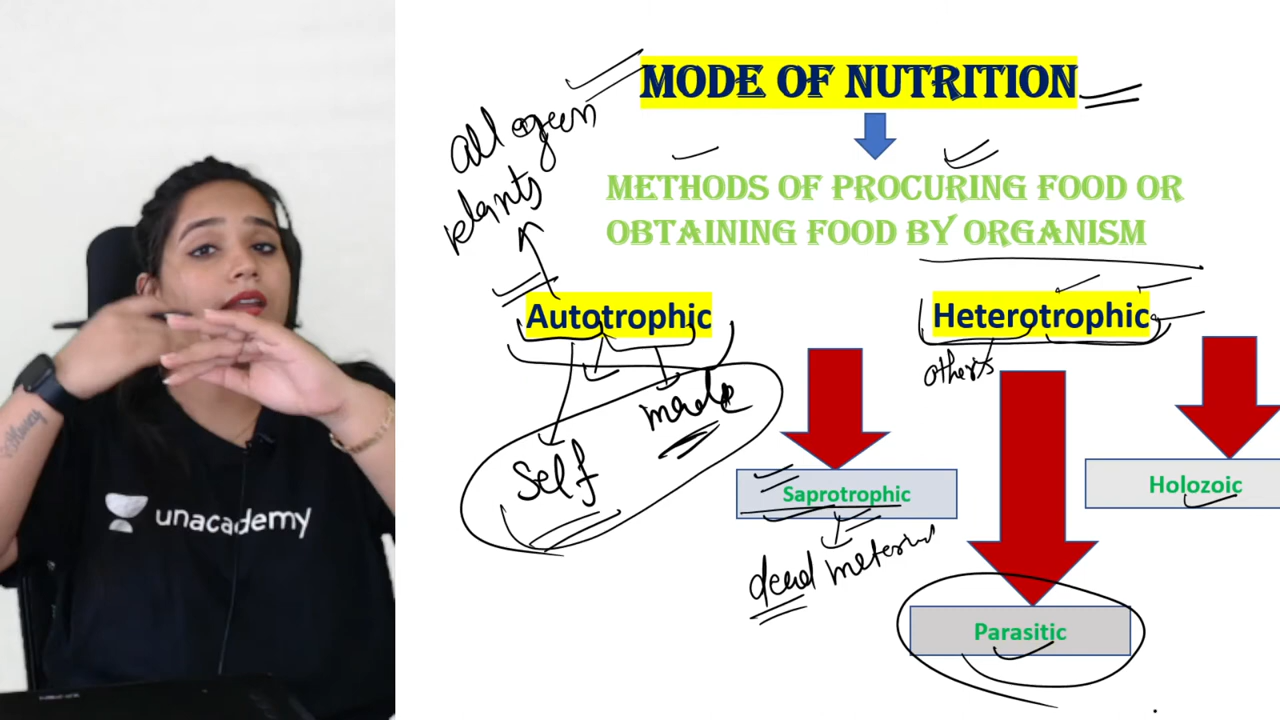 MODE OF NUTRITION
all green
plants
METHODS OF PROCURING FOOD OR
OBTAINING FOOD BY ORGANISM
Autotrophic
Heterotrophic
others
made
Self
Saprotrophic
Holozoic
dead meterial
Parasitic
unacademy